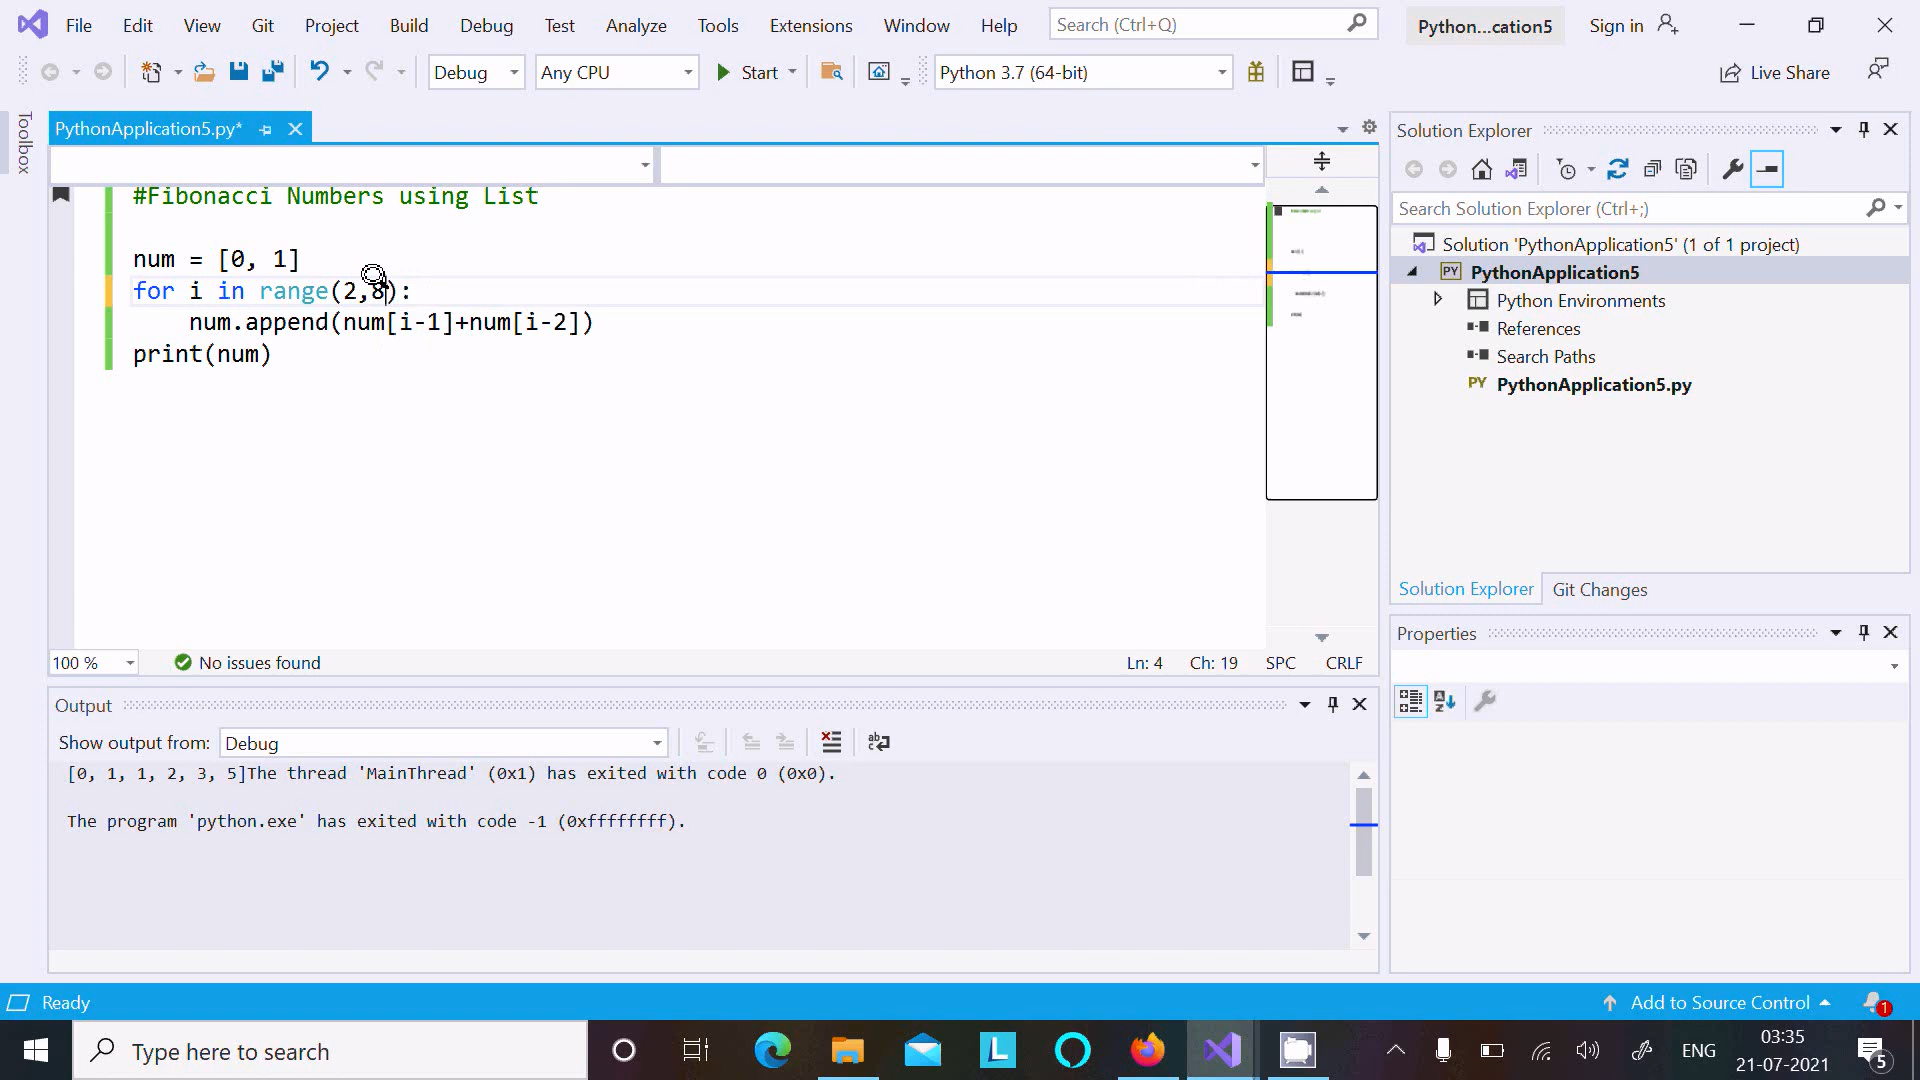 File Edit View Git Project Build Debug Test Analyze Tools Extensions Window Help Search (Ctrl+Q) Python...cation5 Sign in
Debug Any CPU Start Python 3.7 (64-bit) Live Share
Toolbox
PythonApplication5.py*
#Fibonacci Numbers using List
num = [0, 1]
for i in range(2,8):
num.append(num[i-1]+num[i-2])
print(num)
100 % No issues found Ln: 4 Ch: 19 SPC CRLF
Output
Show output from: Debug
[0, 1, 1, 2, 3, 5]The thread 'MainThread' (0x1) has exited with code 0 (0x0).
The program 'python.exe' has exited with code -1 (0xffffffff).
Solution Explorer
Search Solution Explorer (Ctrl+;)
Solution 'PythonApplication5' (1 of 1 project)
PY PythonApplication5
Python Environments
References
Search Paths
PY PythonApplication5.py
Solution Explorer Git Changes
Properties
Ready Add to Source Control 1
Type here to search L ENG 03:35
21-07-2021 5